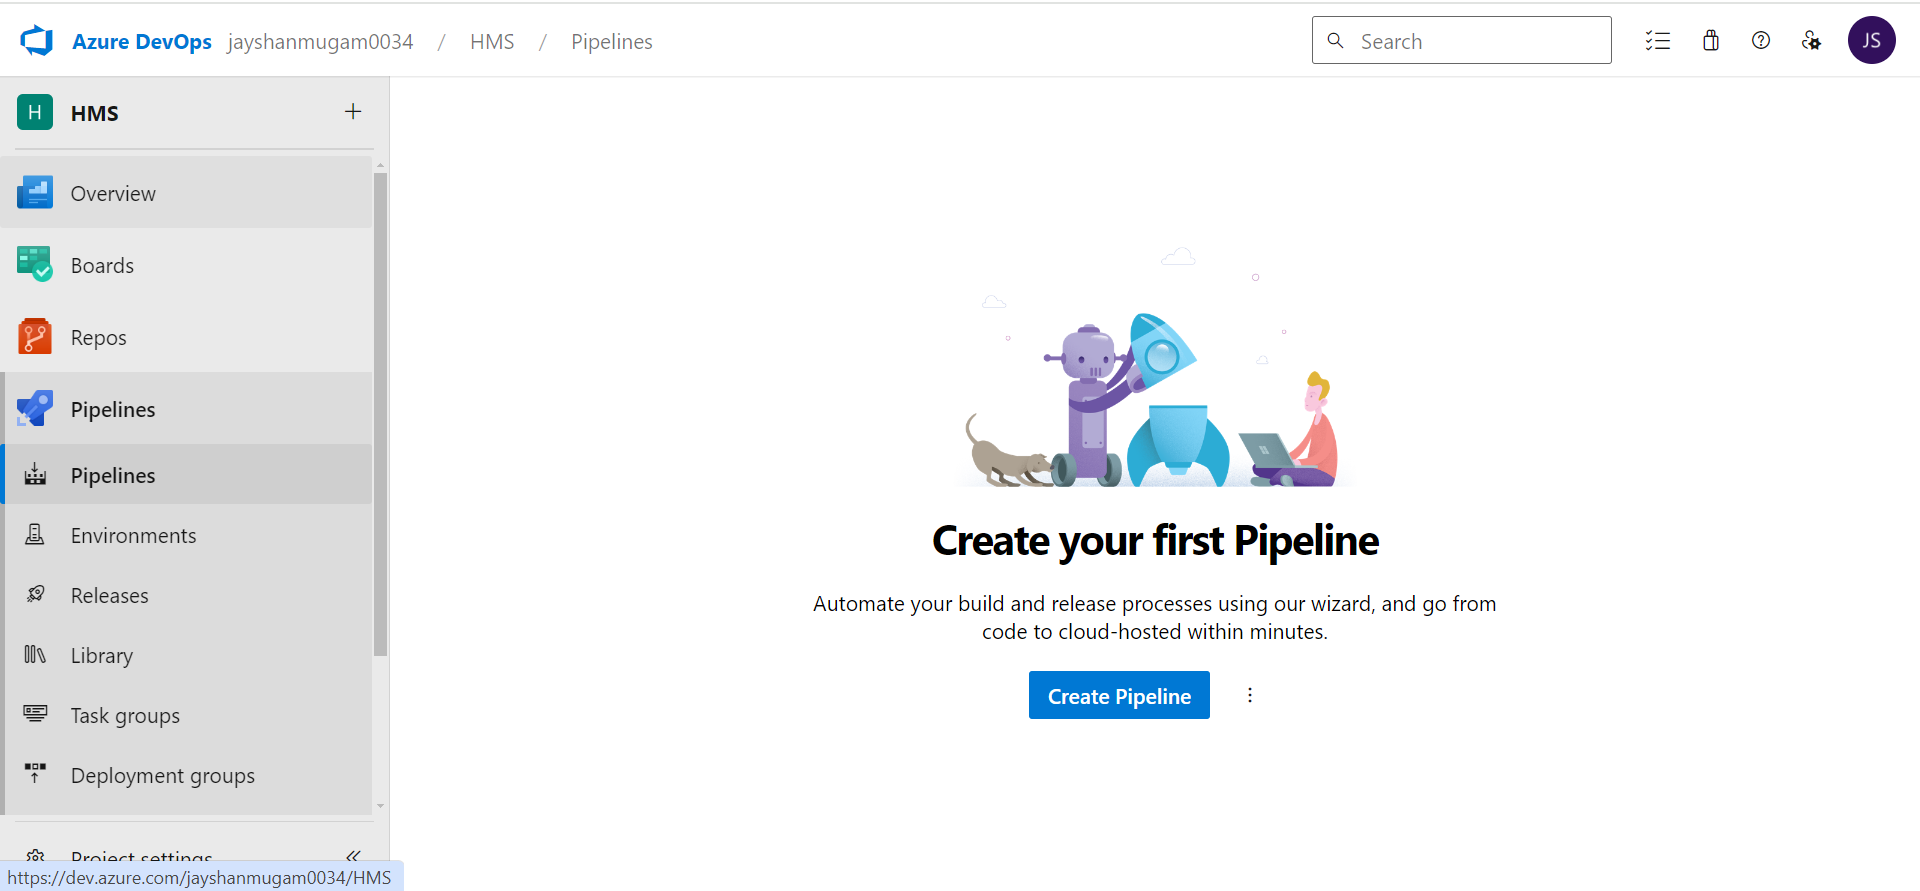 Azure DevOps jayshanmugam0034 / HMS / Pipelines
Search
JS
H HMS
Overview
Boards
Repos
Pipelines
Pipelines
Environments
Releases
Library
Task groups
Deployment groups
Project settings
https://dev.azure.com/jayshanmugam0034/HMS
Create your first Pipeline
Automate your build and release processes using our wizard, and go from
code to cloud-hosted within minutes.
Create Pipeline